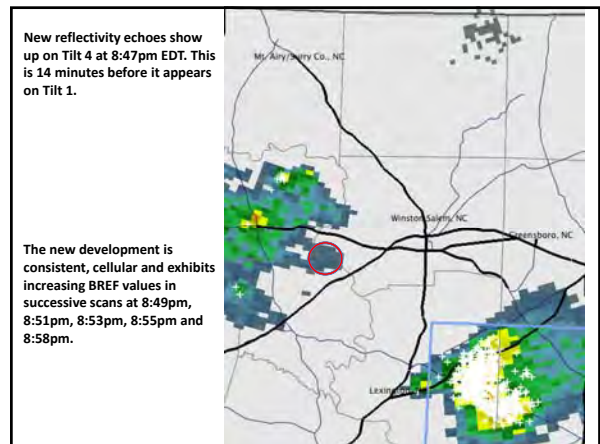 New reflectivity echoes show
up on Tilt 4 at 8:47pm EDT. This
is 14 minutes before it appears
on Tilt 1.
The new development is
consistent, cellular and exhibits
increasing BREF values in
successive scans at 8:49pm,
8:51pm, 8:53pm, 8:55pm and
8:58pm.
Mt. Airy/Surry Co., NC
Winston Salem, NC
Greensboro, NC